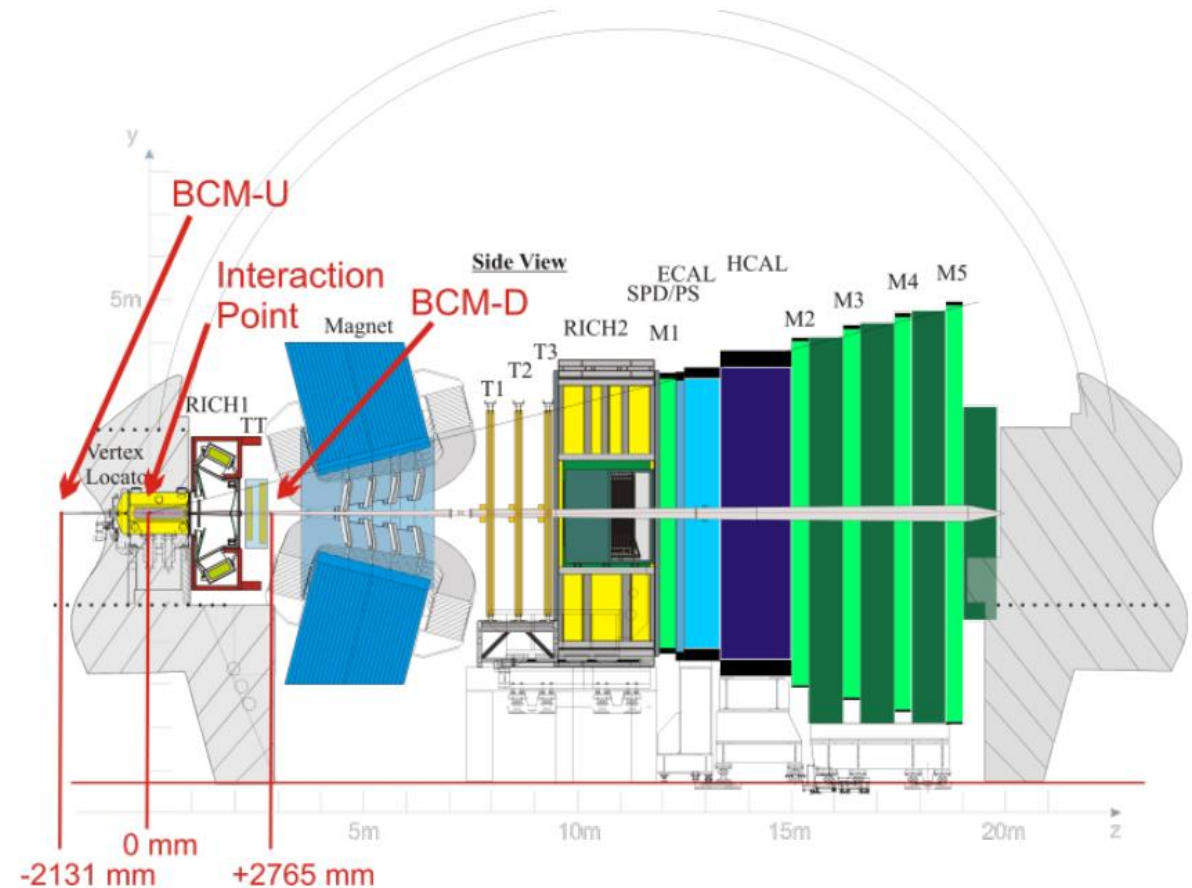 y
BCM-U
Interaction
Point
5m
Side View
BCM-D
Magnet
ECAL
HCAL
SPD/PS
RICH2
M1
M2
M3
M4
M5
T1
T2
T3
RICH1
TT
Vertex
Locato
5m
10m
15m
20m
z
0 mm
-2131 mm
+2765 mm